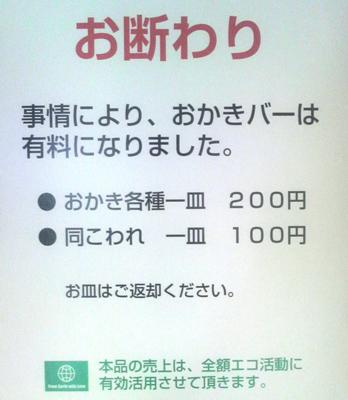 お断わり
事情により、おかきバーは
有料になりました。
● おかき各種一皿　２００円
● 同こわれ　一皿　１００円
お皿はご返却ください。
本品の売上は、全額エコ活動に
有効活用させて頂きます。